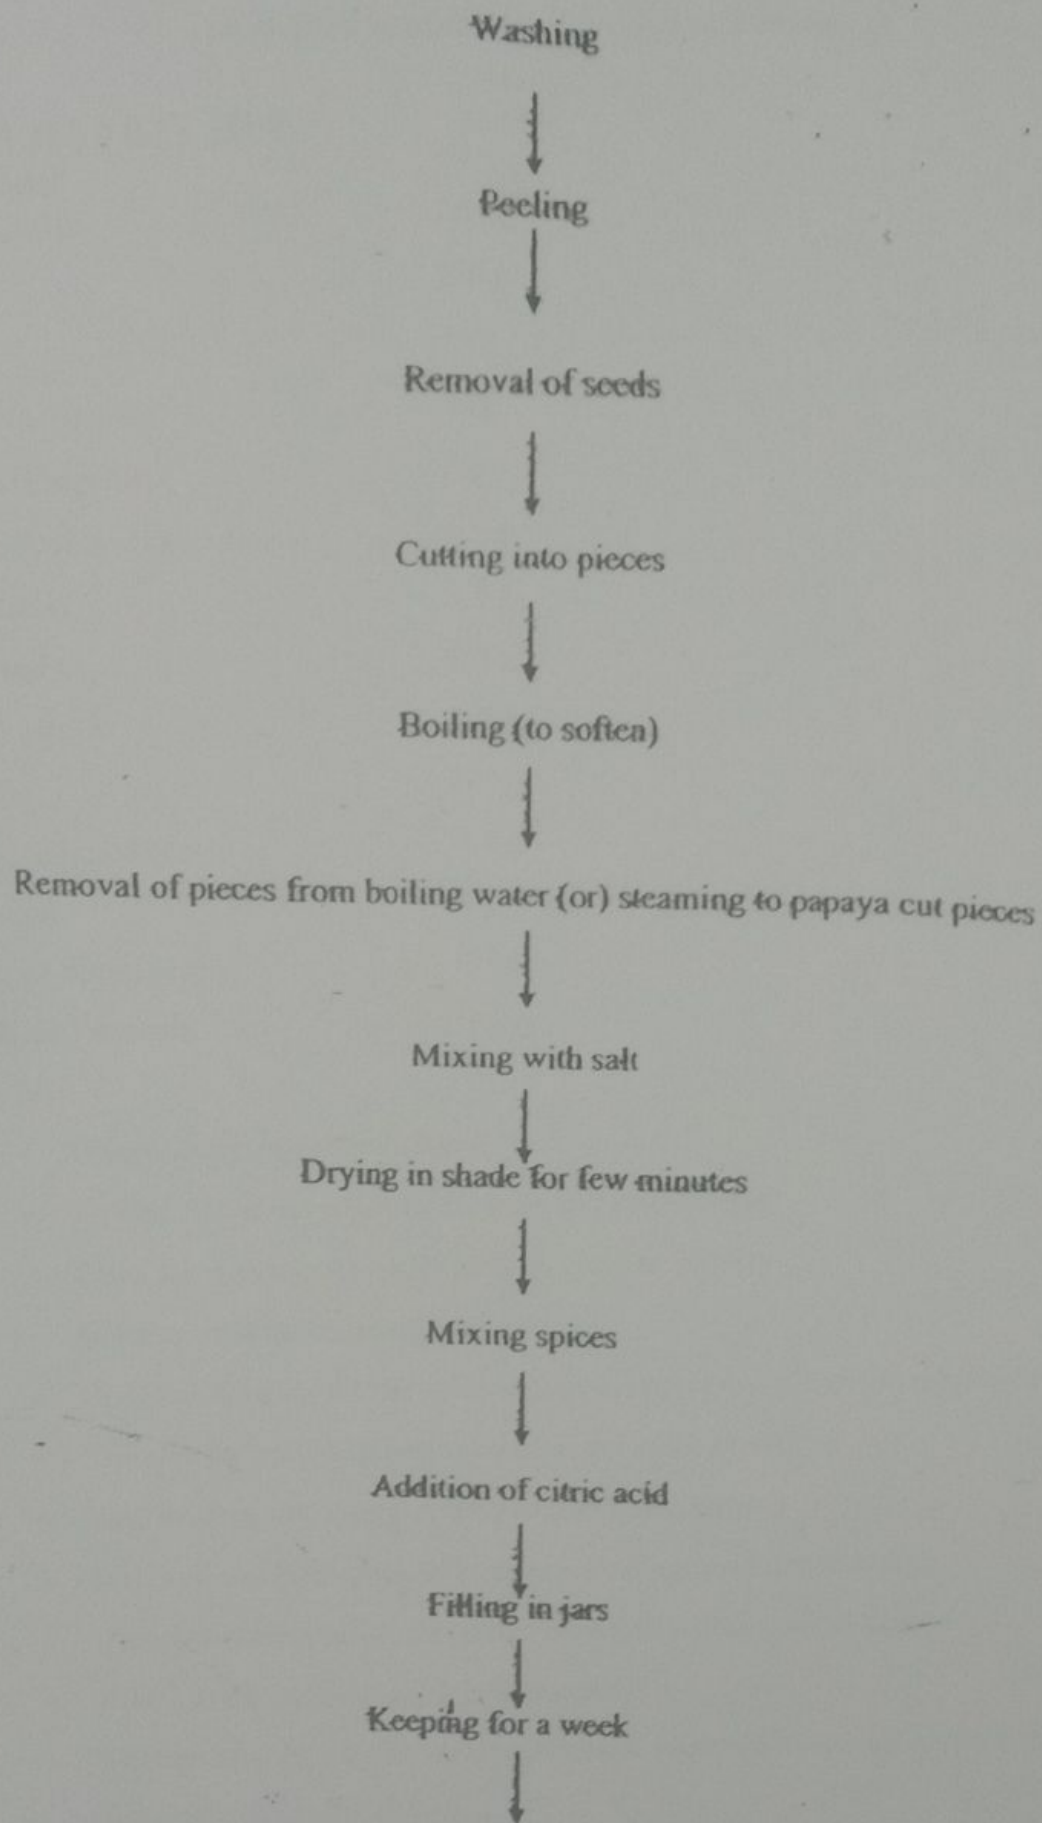 Washing
Peeling
Removal of seeds
Cutting into pieces
Boiling (to soften)
Removal of pieces from boiling water (or) steaming to papaya cut pieces
Mixing with salt
Drying in shade for few minutes
Mixing spices
Addition of citric acid
Filling in jars
Keeping for a week